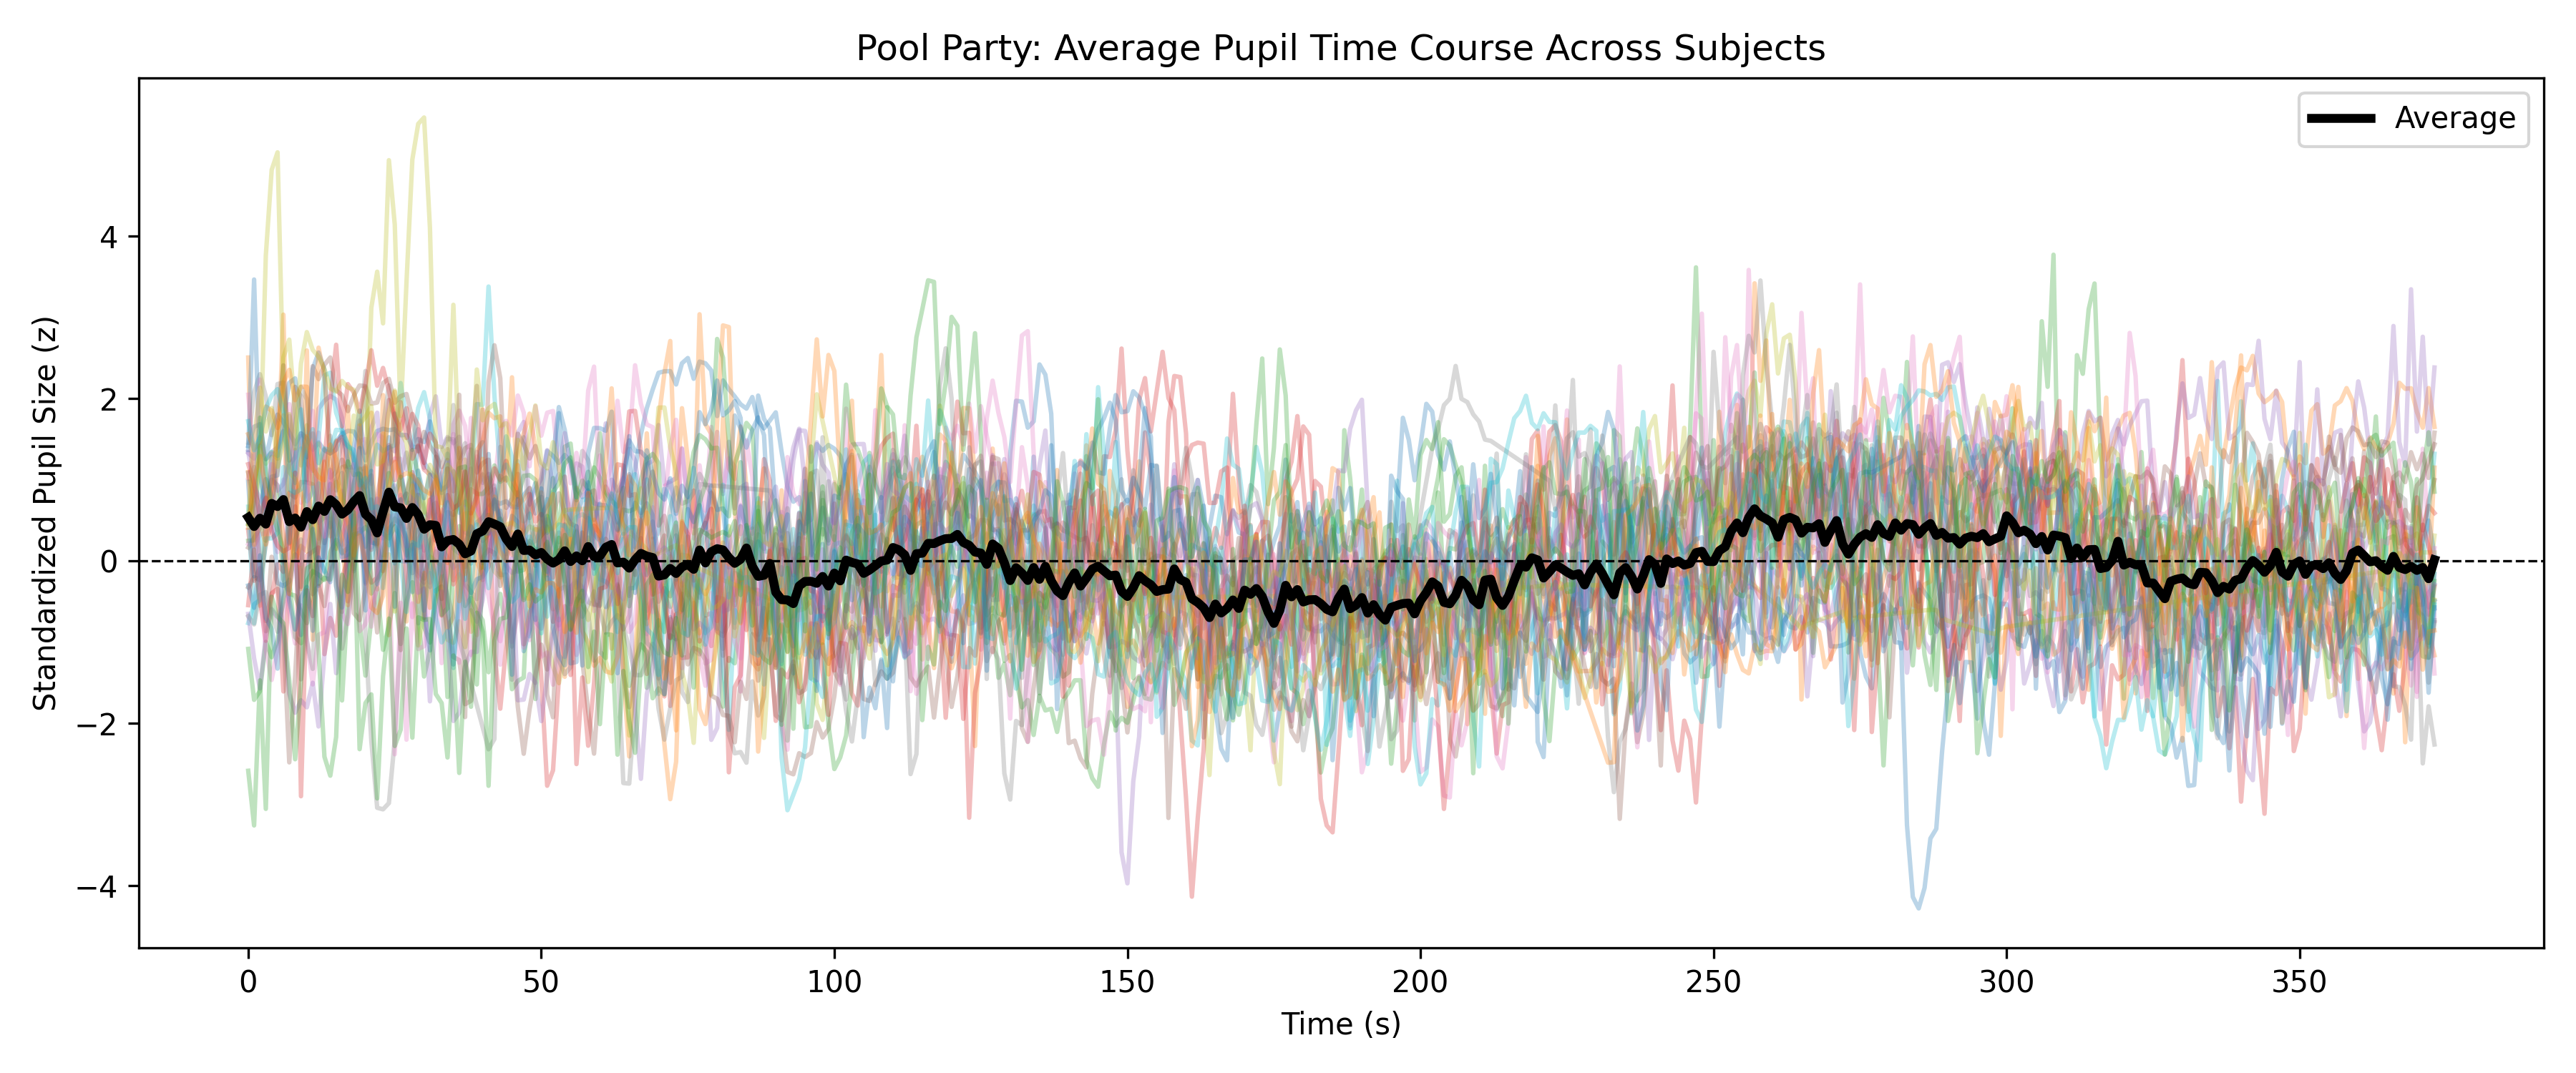 Pool Party: Average Pupil Time Course Across Subjects
Average
Standardized Pupil Size (z)
4
2
0
−2
−4
0 50 100 150 200 250 300 350
Time (s)